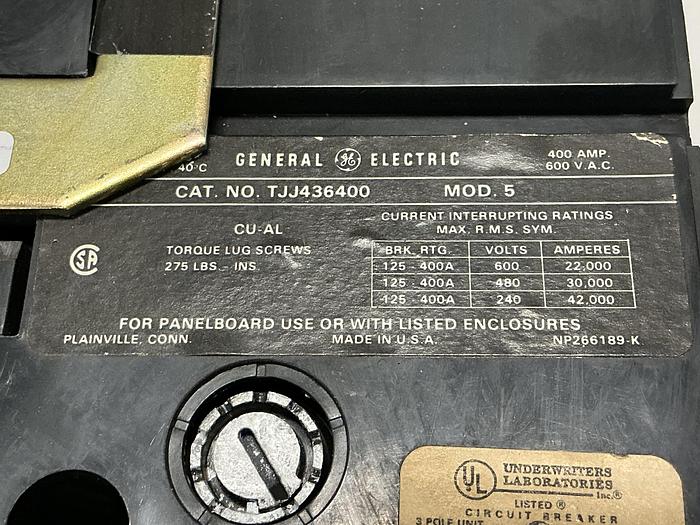 40°C GENERAL GE ELECTRIC 400 AMP.
600 V.A.C.
CAT. NO. TJJ436400 MOD. 5
CU-AL
TORQUE LUG SCREWS
275 LBS. - INS.
CURRENT INTERRUPTING RATINGS
MAX. R.M.S. SYM.
BRK. RTG. VOLTS AMPERES
125 - 400A 600 22,000
125 - 400A 480 30,000
125 - 400A 240 42,000
FOR PANELBOARD USE OR WITH LISTED ENCLOSURES
PLAINVILLE, CONN. MADE IN U.S.A. NP266189-K
UL UNDERWRITERS
LABORATORIES
Inc.®
LISTED ®
CIRCUIT BREAKER
3 POLE UNIT